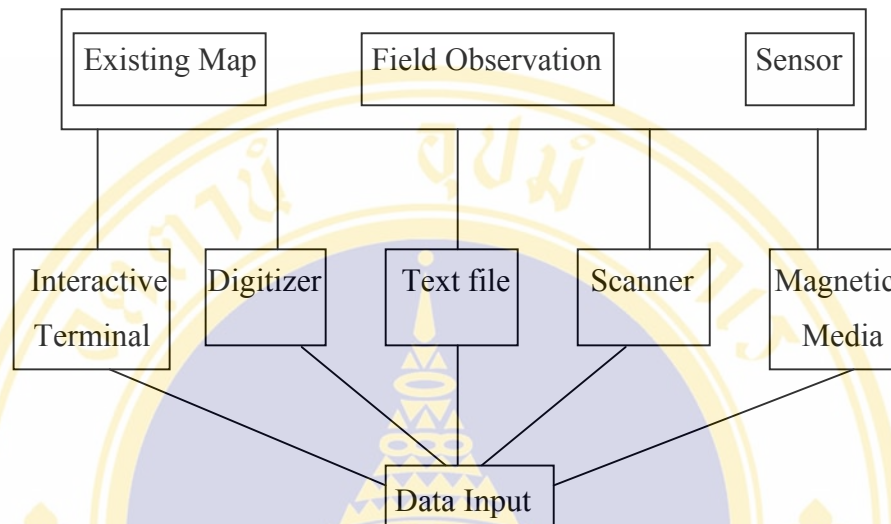 Existing Map
Field Observation
Sensor
Interactive
Terminal
Digitizer
Text file
Scanner
Magnetic
Media
Data Input